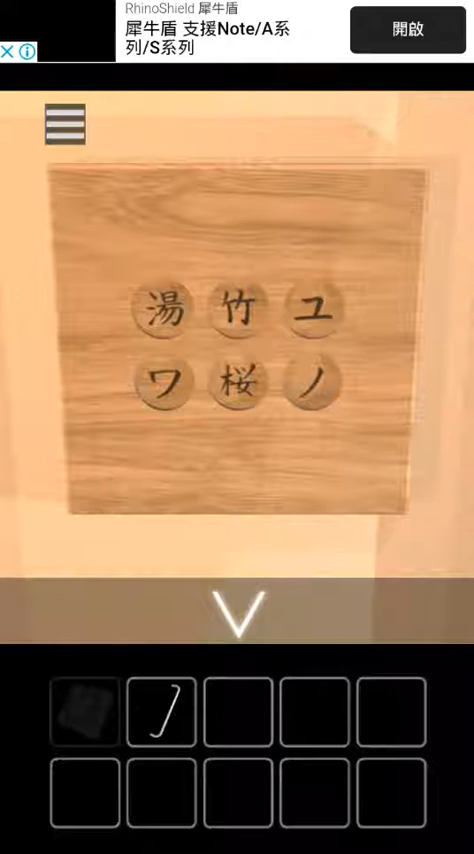 RhinoShield 犀牛盾
犀牛盾 支援Note/A系
列/S系列
開啟
湯 竹 ユ
ワ 桜 ノ